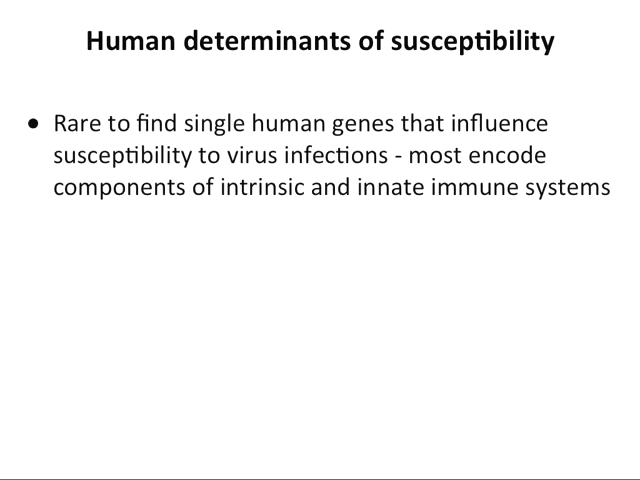 Human determinants of susceptibility
● Rare to find single human genes that influence
susceptibility to virus infections - most encode
components of intrinsic and innate immune systems